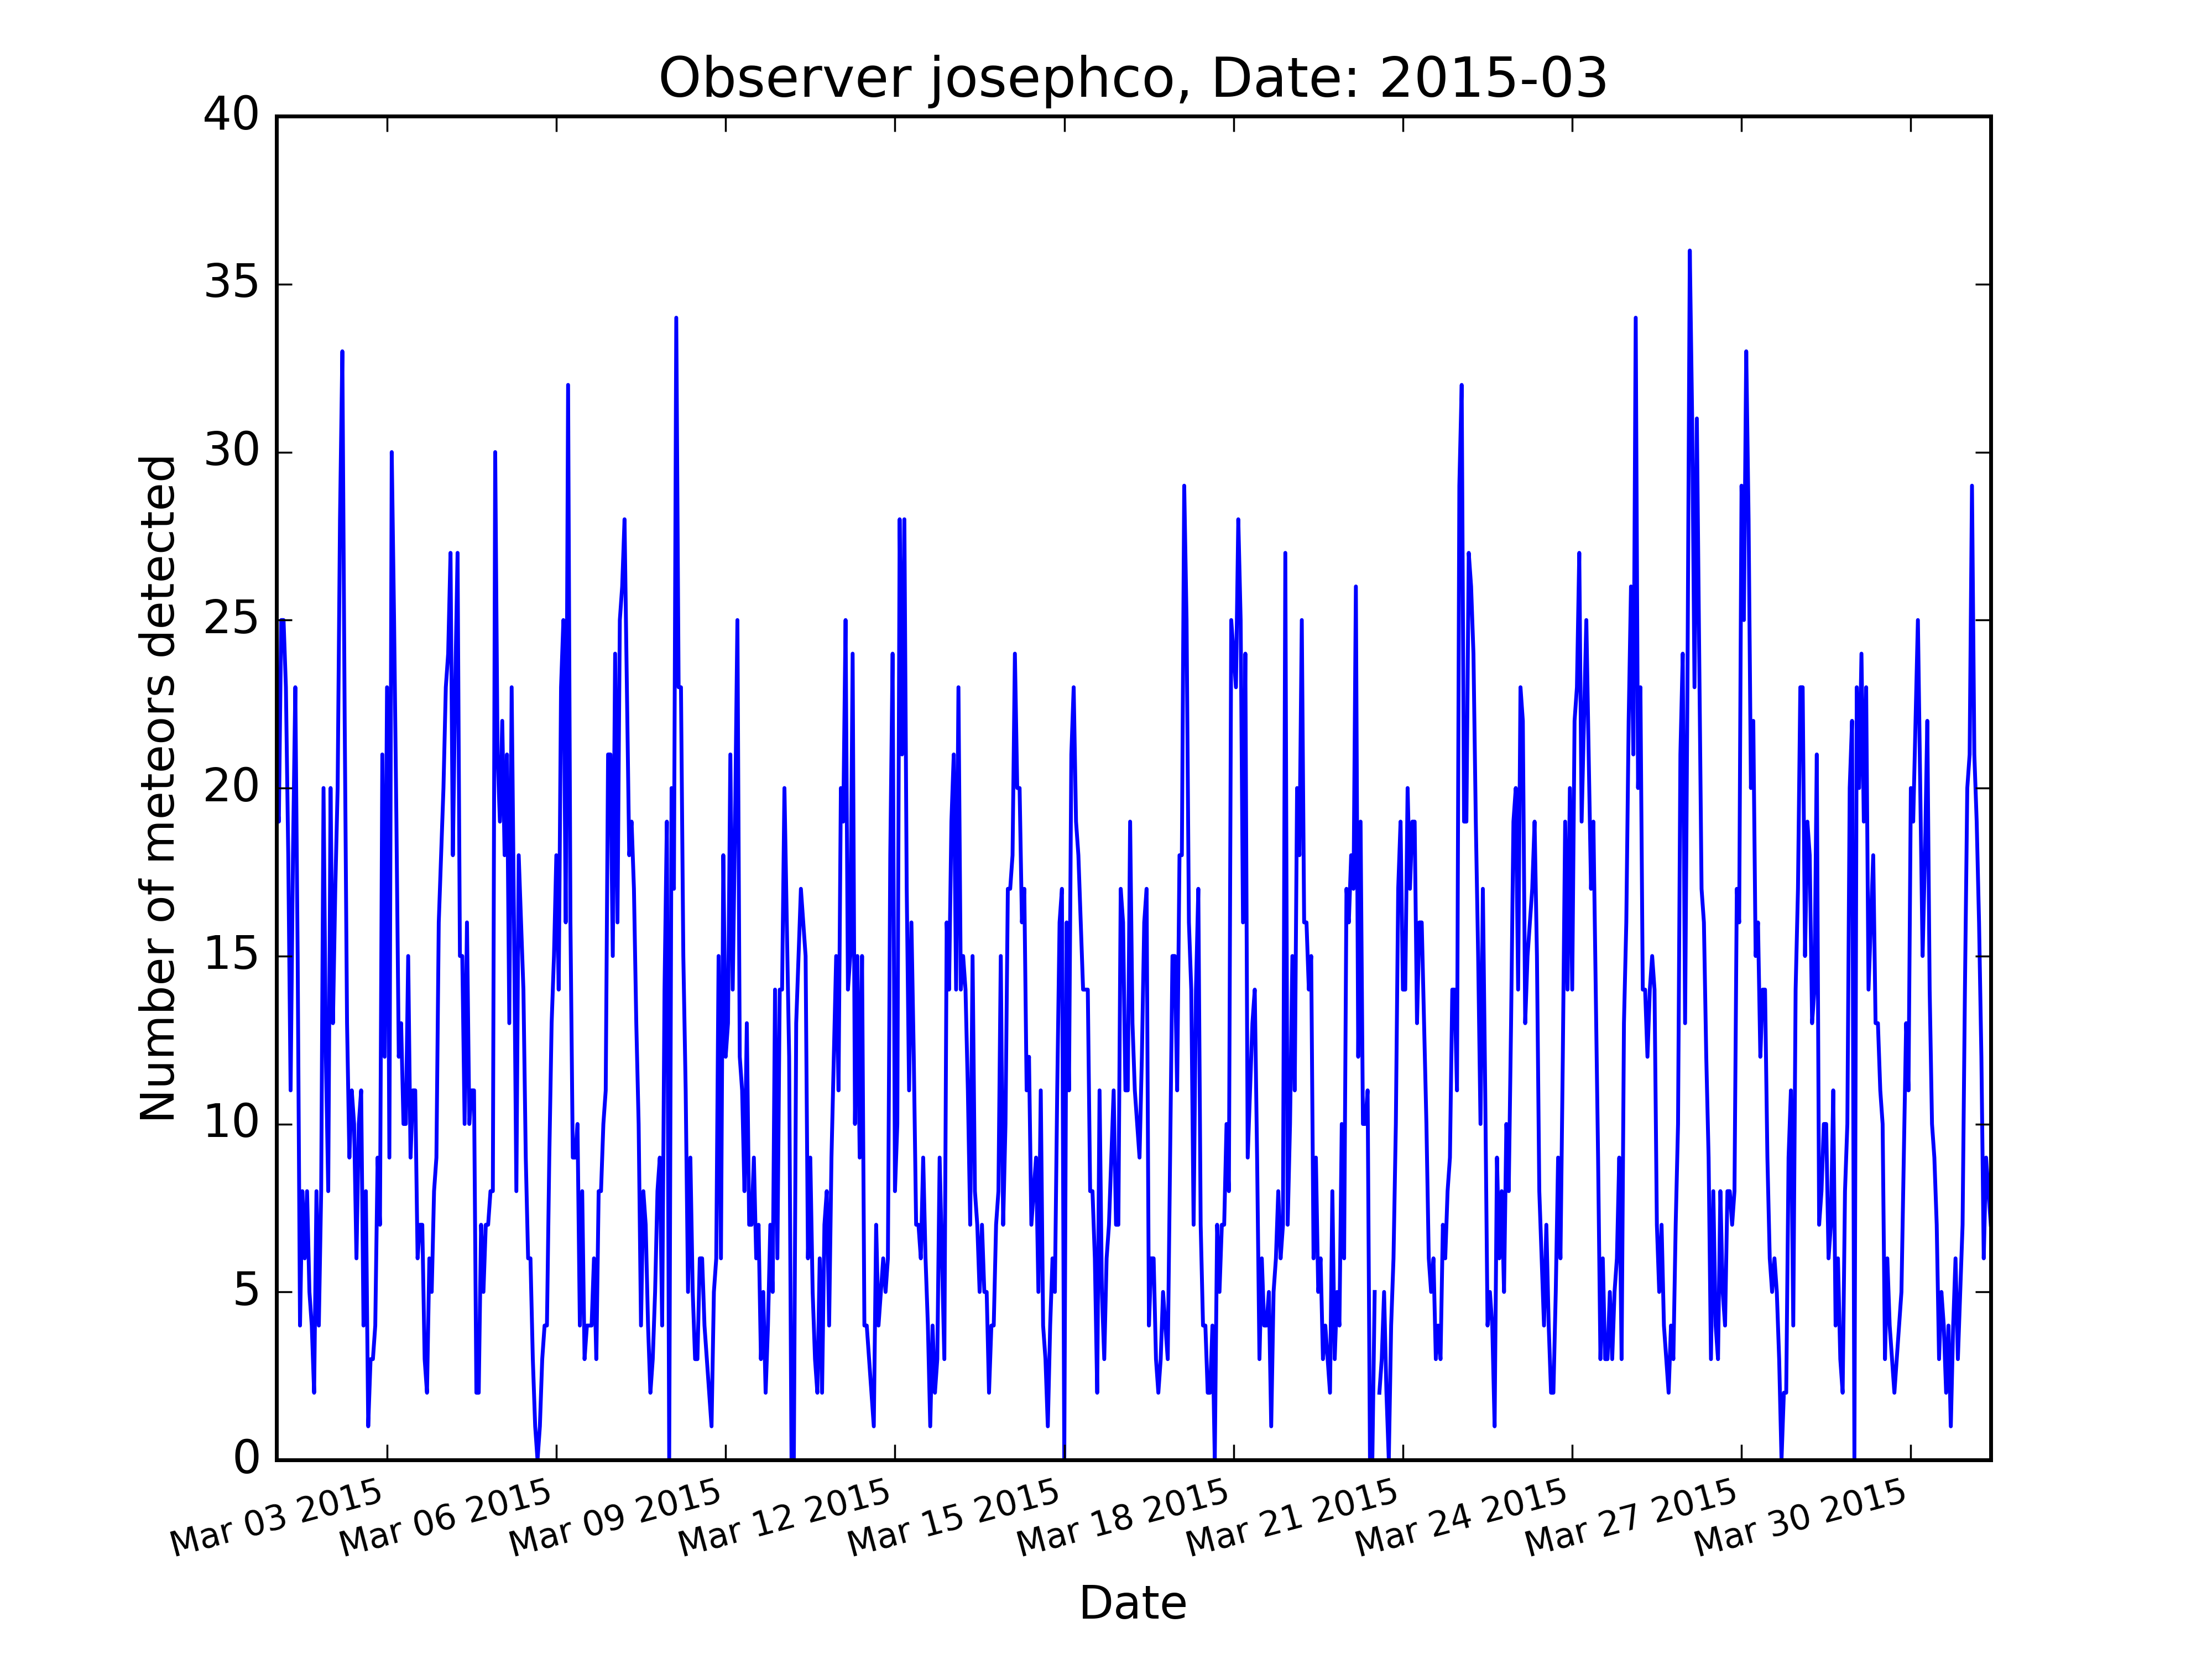 Observer josephco, Date: 2015-03
Number of meteors detected
40
35
30
25
20
15
10
5
0
Mar 03 2015
Mar 06 2015
Mar 09 2015
Mar 12 2015
Mar 15 2015
Mar 18 2015
Mar 21 2015
Mar 24 2015
Mar 27 2015
Mar 30 2015
Date